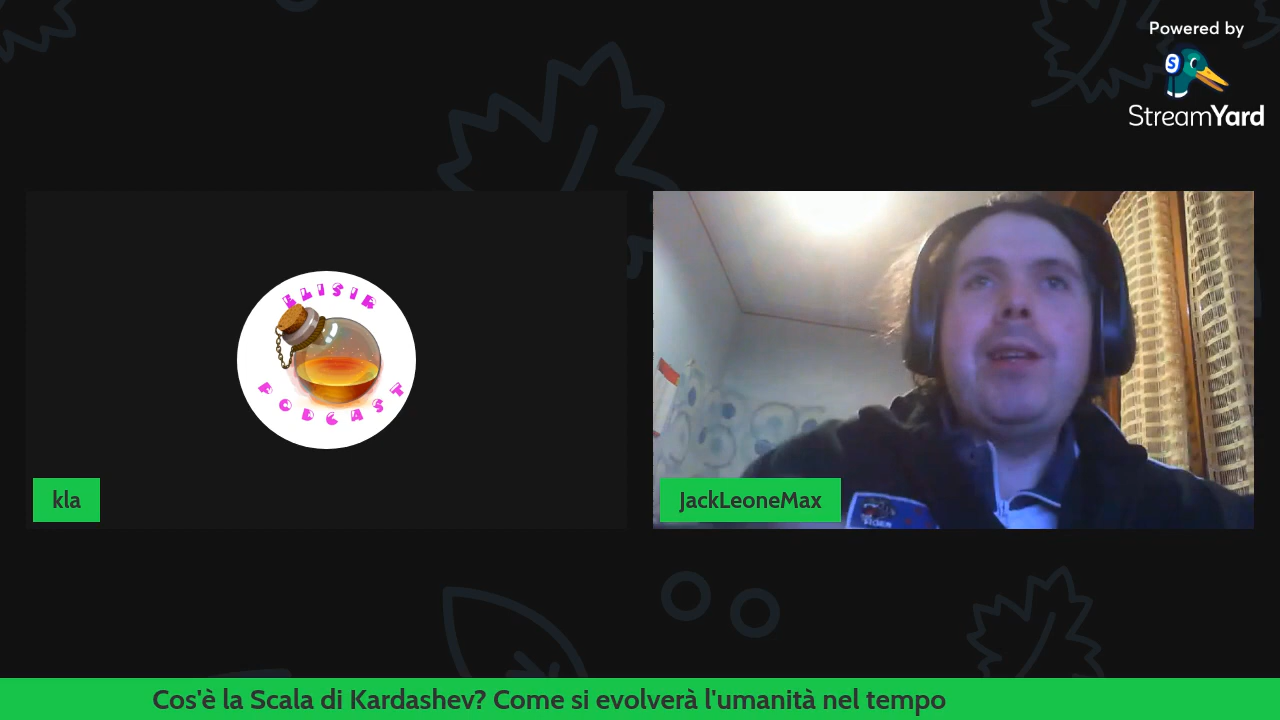 Powered by
S
StreamYard
ELISIR
PODCAST
kla
JackLeoneMax
Cos'è la Scala di Kardashev? Come si evolverà l'umanità nel tempo